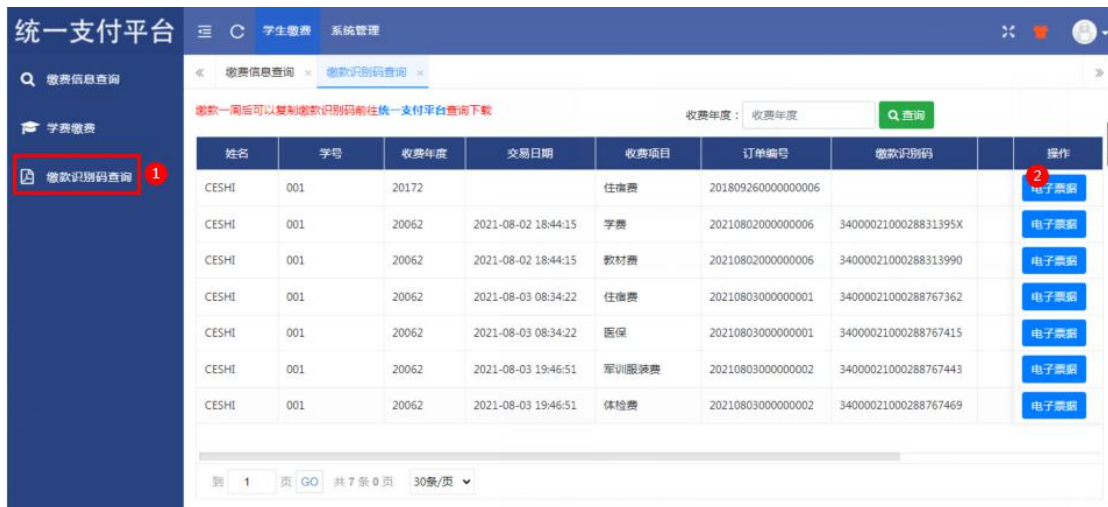 统一支付平台 学生缴费 系统管理
缴费信息查询
学费缴费
缴款识别码查询 1
缴费信息查询 × 缴款识别码查询 ×
缴款一周后可以复制缴款识别码前往统一支付平台查询下载 收费年度： 收费年度 查询
姓名 学号 收费年度 交易日期 收费项目 订单编号 缴款识别码 操作
CESHI 001 20172 住宿费 201809260000000006 2 电子票据
CESHI 001 20062 2021-08-02 18:44:15 学费 20210802000000006 3400002100028831395X 电子票据
CESHI 001 20062 2021-08-02 18:44:15 教材费 20210802000000006 34000021000288313990 电子票据
CESHI 001 20062 2021-08-03 08:34:22 住宿费 20210803000000001 34000021000288767362 电子票据
CESHI 001 20062 2021-08-03 08:34:22 医保 20210803000000001 34000021000288767415 电子票据
CESHI 001 20062 2021-08-03 19:46:51 军训服装费 20210803000000002 34000021000288767443 电子票据
CESHI 001 20062 2021-08-03 19:46:51 体检费 20210803000000002 34000021000288767469 电子票据
到 1 页 GO 共 7 条 0 页 30条/页